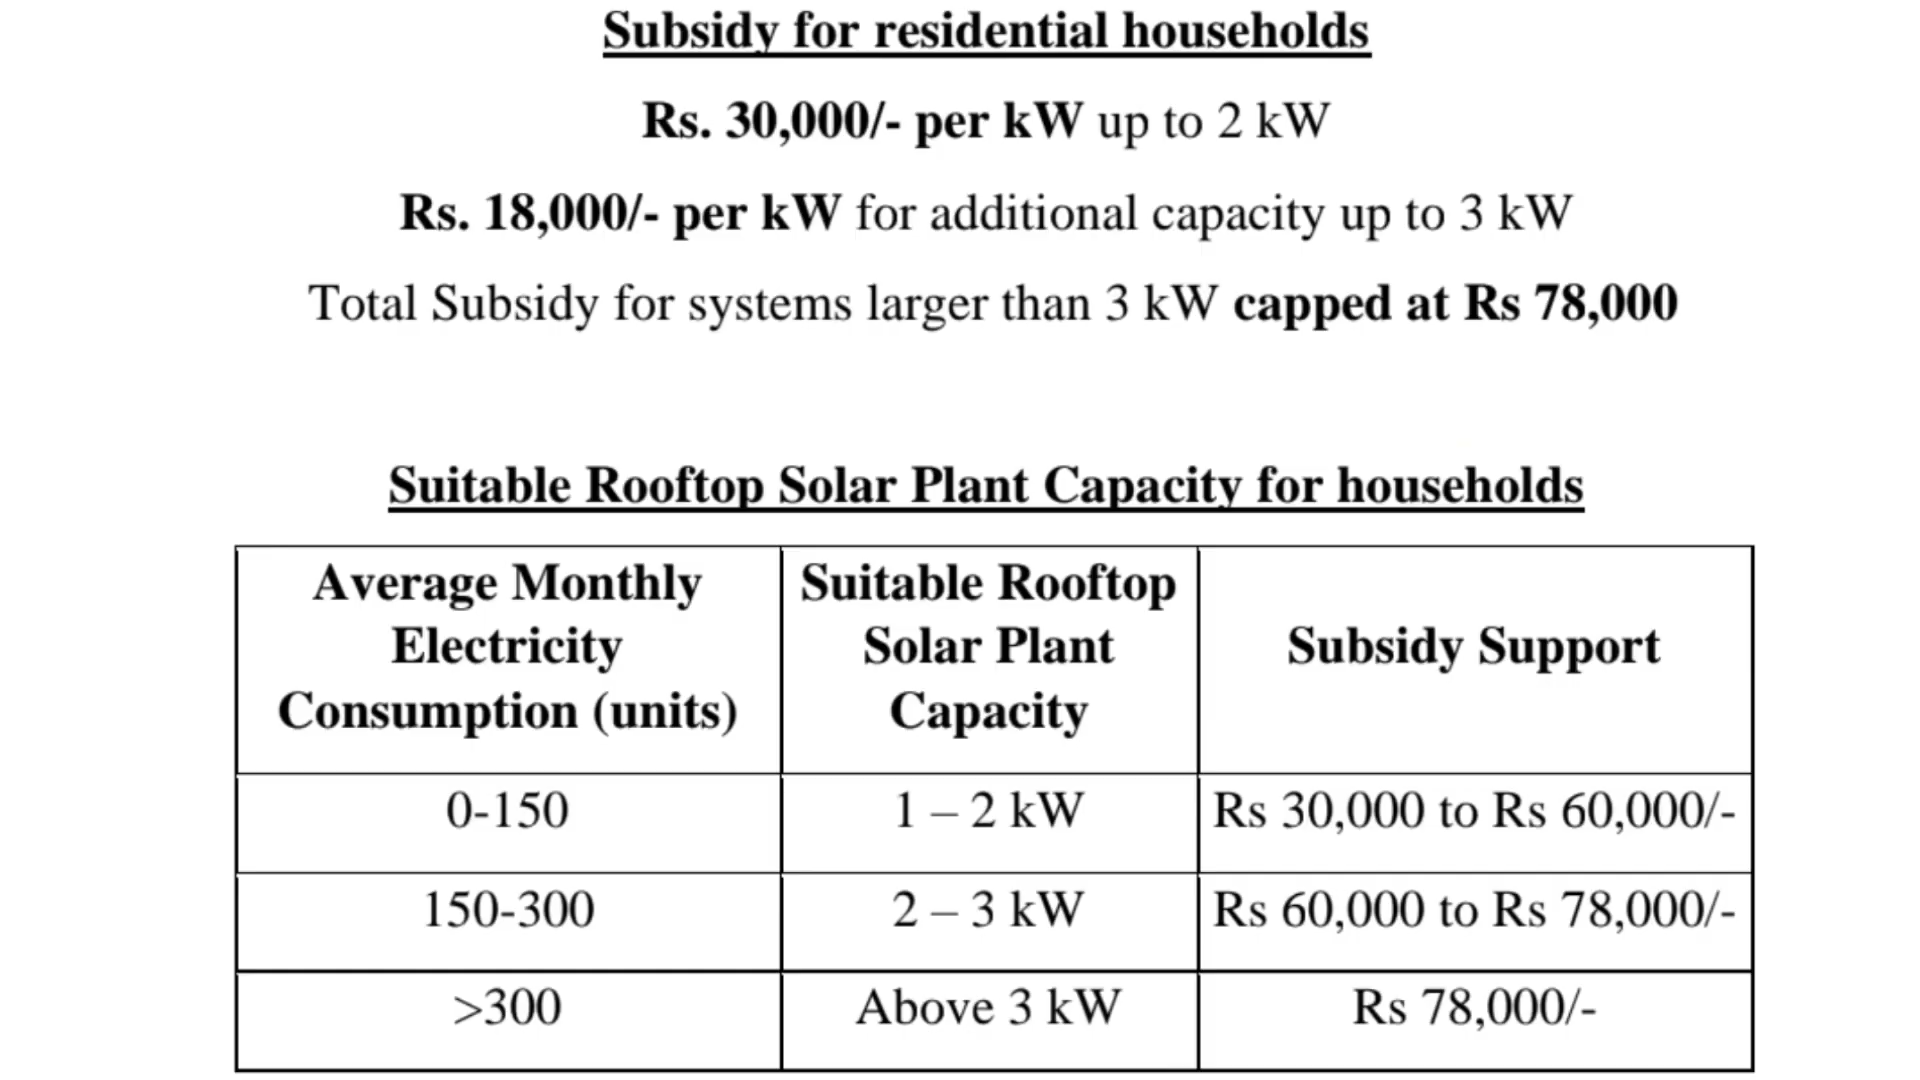 Subsidy for residential households
Rs. 30,000/- per kW up to 2 kW
Rs. 18,000/- per kW for additional capacity up to 3 kW
Total Subsidy for systems larger than 3 kW capped at Rs 78,000
Suitable Rooftop Solar Plant Capacity for households
Average Monthly
Electricity
Consumption (units)
Suitable Rooftop
Solar Plant
Capacity
Subsidy Support
0-150
1 – 2 kW
Rs 30,000 to Rs 60,000/-
150-300
2 – 3 kW
Rs 60,000 to Rs 78,000/-
>300
Above 3 kW
Rs 78,000/-